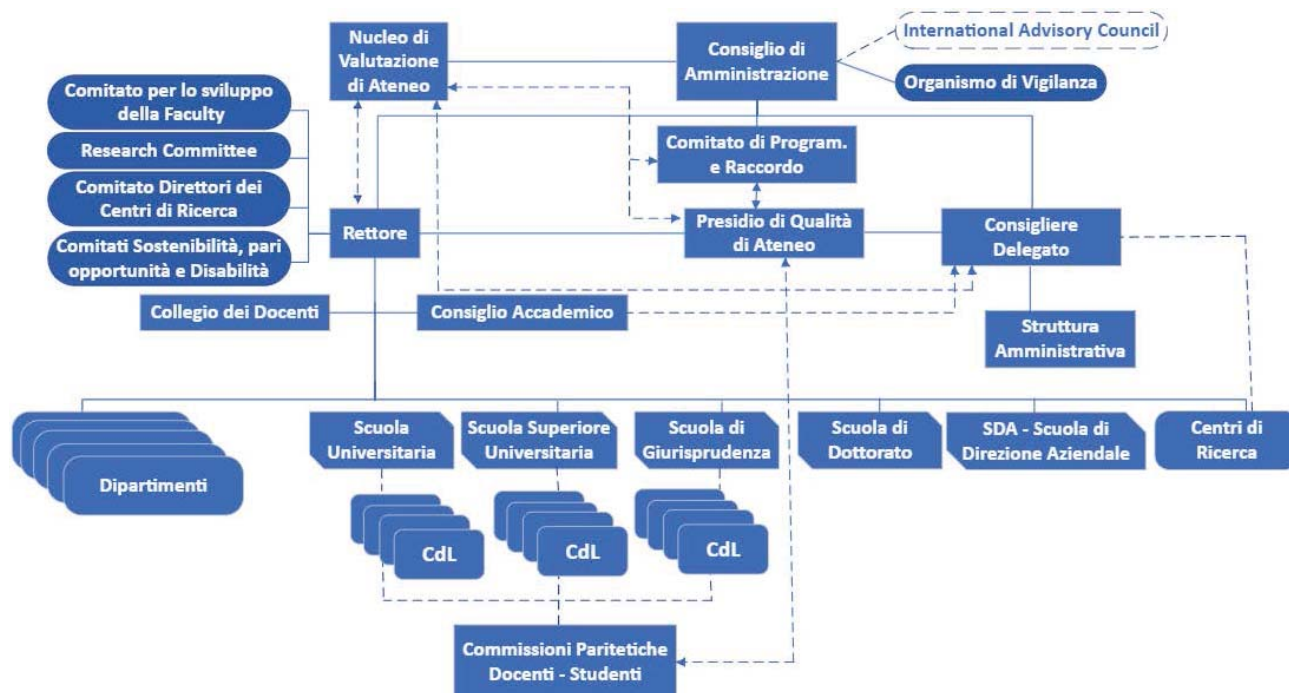 Nucleo di
Valutazione
di Ateneo
Consiglio di
Amministrazione
International Advisory Council
Organismo di Vigilanza
Comitato per lo sviluppo
della Faculty
Research Committee
Comitato Direttori dei
Centri di Ricerca
Comitati Sostenibilità, pari
opportunità e Disabilità
Comitato di Program.
e Raccordo
Rettore
Presidio di Qualità
di Ateneo
Consigliere
Delegato
Collegio dei Docenti
Consiglio Accademico
Struttura
Amministrativa
Dipartimenti
Scuola
Universitaria
Scuola Superiore
Universitaria
Scuola di
Giurisprudenza
Scuola di
Dottorato
SDA - Scuola di
Direzione Aziendale
Centri di
Ricerca
CdL
CdL
CdL
Commissioni Paritetiche
Docenti - Studenti